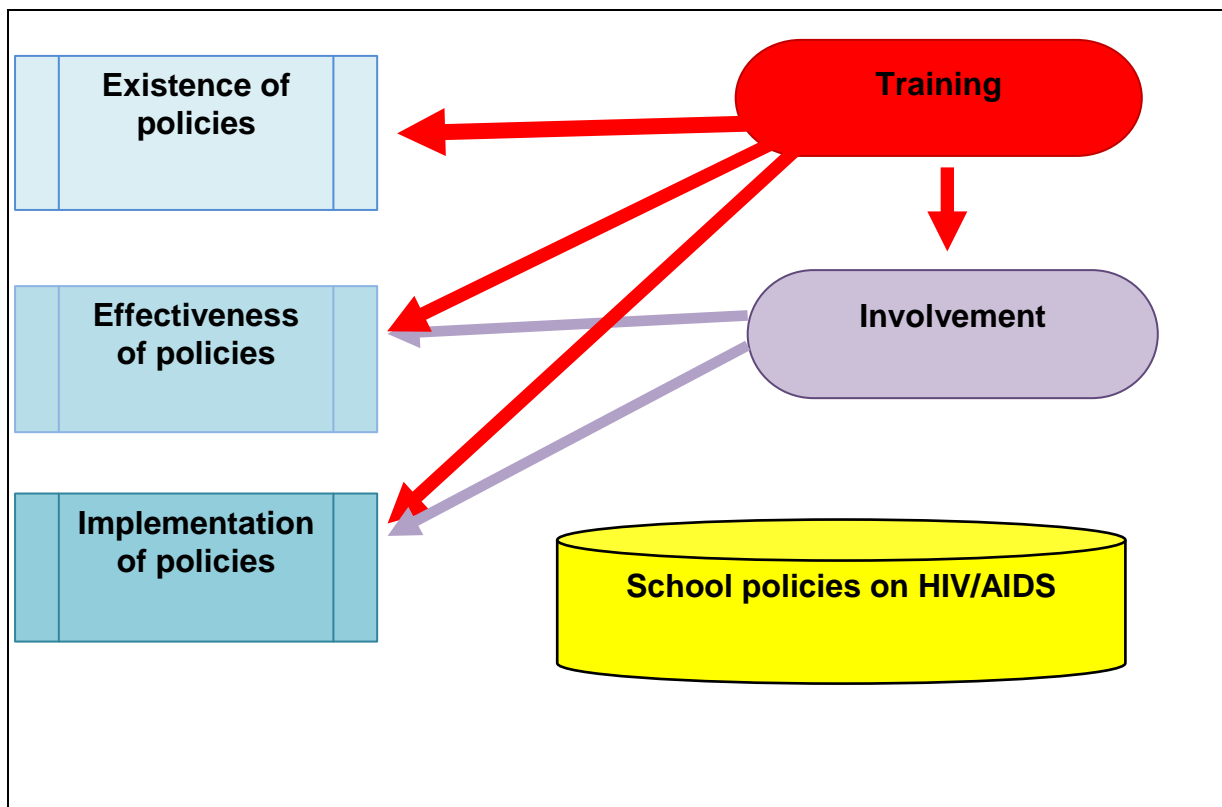 Existence of
policies
Training
Effectiveness
of policies
Involvement
Implementation
of policies
School policies on HIV/AIDS